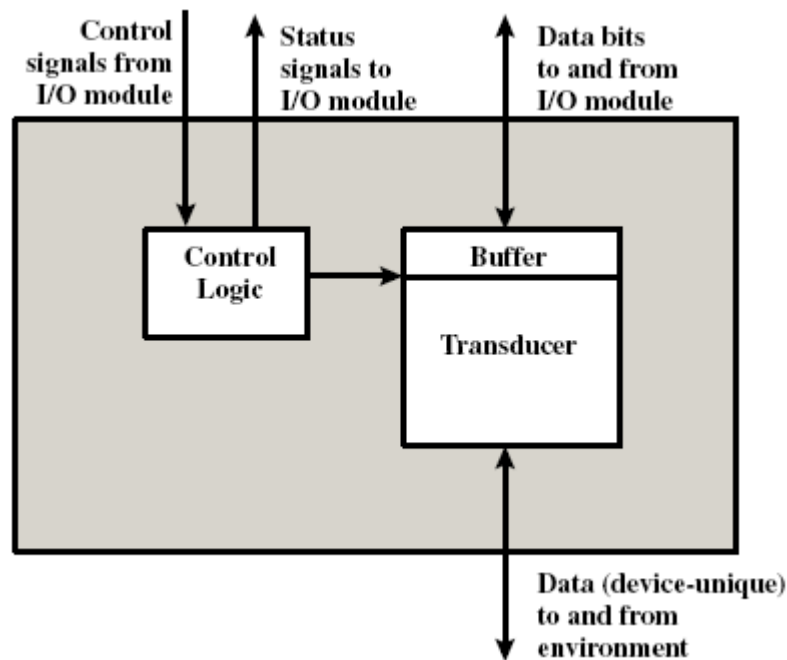 Control
signals from
I/O module
Status
signals to
I/O module
Data bits
to and from
I/O module
Control
Logic
Buffer
Transducer
Data (device-unique)
to and from
environment